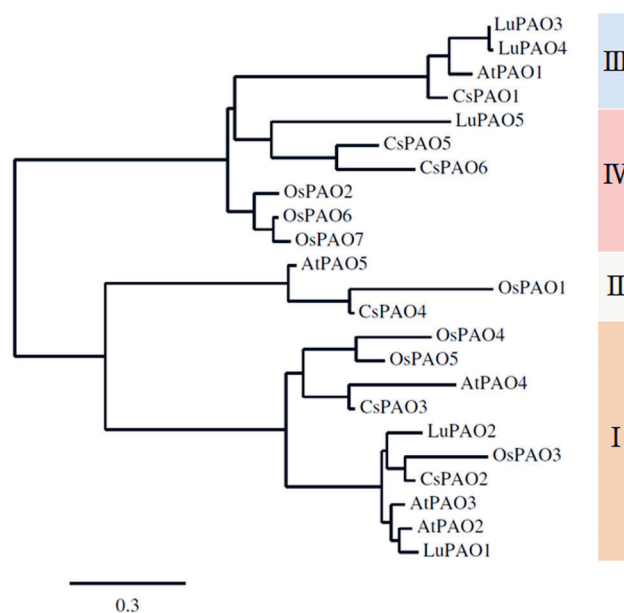 LuPAO3
LuPAO4
AtPAO1
CsPAO1
III
LuPAO5
CsPAO5
CsPAO6
IV
OsPAO2
OsPAO6
OsPAO7
AtPAO5
OsPAO1
CsPAO4
II
OsPAO4
OsPAO5
AtPAO4
CsPAO3
LuPAO2
I
OsPAO3
CsPAO2
AtPAO3
AtPAO2
LuPAO1
0.3